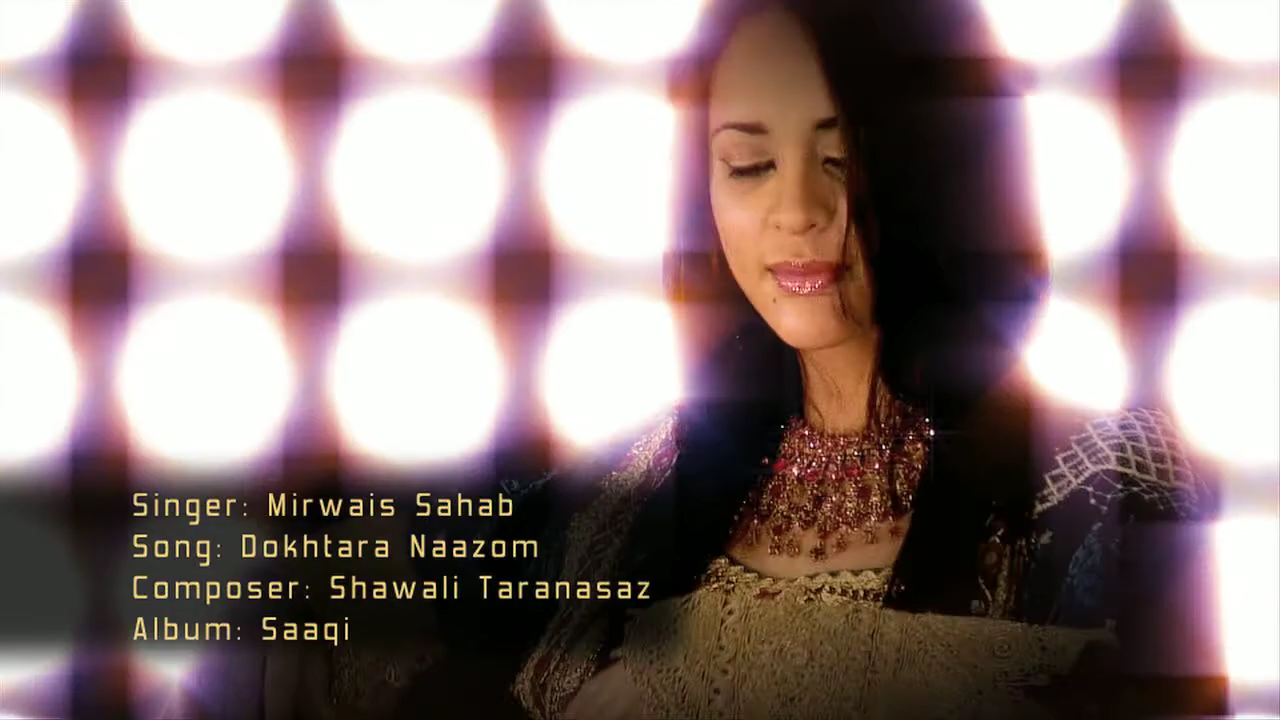 Singer: Mirwais Sahab
Song: Dokhtara Naazom
Composer: Shawali Taranasaz
Album: Saaqi